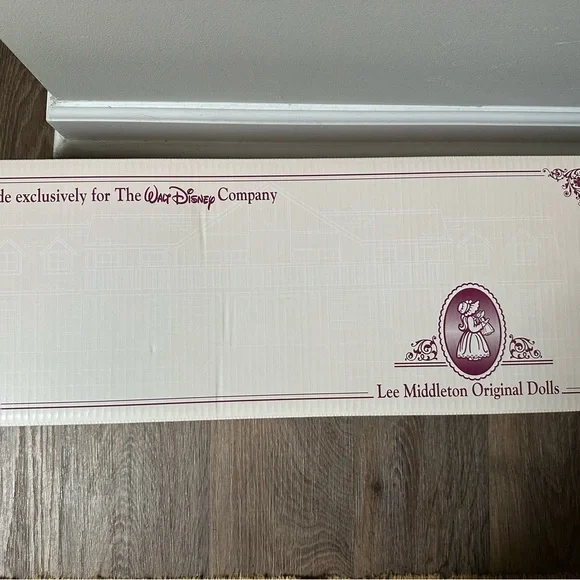 de exclusively for The Walt Disney Company
Lee Middleton Original Dolls